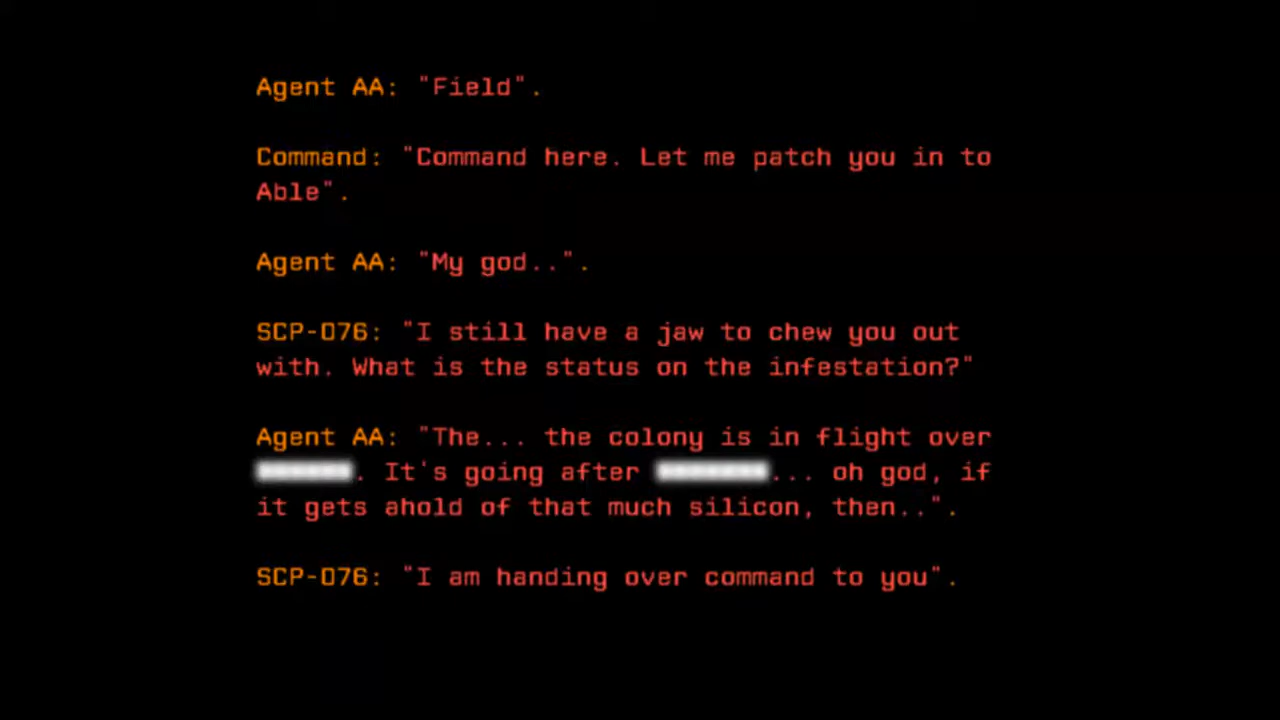 Agent AA: "Field".
Command: "Command here. Let me patch you in to
Able".
Agent AA: "My god..".
SCP-076: "I still have a jaw to chew you out
with. What is the status on the infestation?"
Agent AA: "The... the colony is in flight over
██████. It's going after ███████... oh god, if
it gets ahold of that much silicon, then..".
SCP-076: "I am handing over command to you".